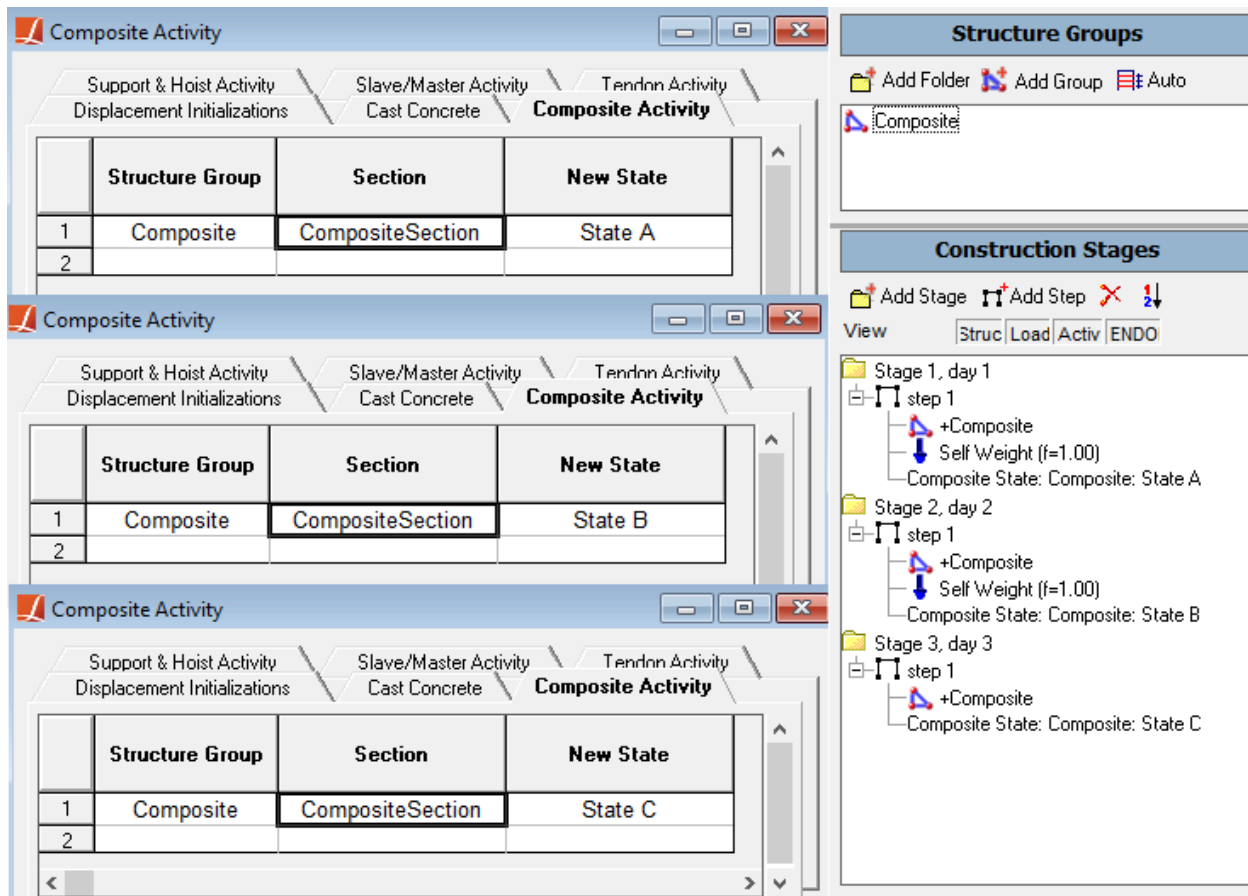 Composite Activity
Support & Hoist Activity Slave/Master Activity Tendon Activity
Displacement Initializations Cast Concrete Composite Activity
Structure Group Section New State
1 Composite CompositeSection State A
2
Composite Activity
Support & Hoist Activity Slave/Master Activity Tendon Activity
Displacement Initializations Cast Concrete Composite Activity
Structure Group Section New State
1 Composite CompositeSection State B
2
Composite Activity
Support & Hoist Activity Slave/Master Activity Tendon Activity
Displacement Initializations Cast Concrete Composite Activity
Structure Group Section New State
1 Composite CompositeSection State C
2
Structure Groups
Add Folder Add Group Auto
Composite
Construction Stages
Add Stage Add Step
View Struc Load Activ ENDO
Stage 1, day 1
step 1
+Composite
Self Weight (f=1.00)
Composite State: Composite: State A
Stage 2, day 2
step 1
+Composite
Self Weight (f=1.00)
Composite State: Composite: State B
Stage 3, day 3
step 1
+Composite
Composite State: Composite: State C